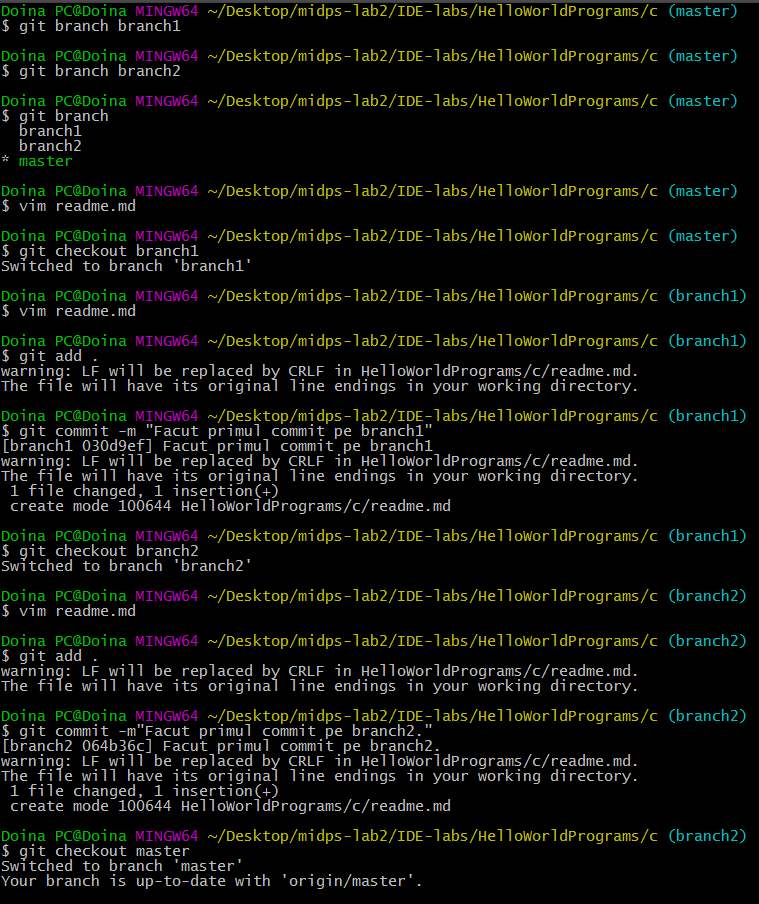 Doina PC@Doina MINGW64 ~/Desktop/midps-lab2/IDE-labs/HelloWorldPrograms/c (master)
$ git branch branch1
Doina PC@Doina MINGW64 ~/Desktop/midps-lab2/IDE-labs/HelloWorldPrograms/c (master)
$ git branch branch2
Doina PC@Doina MINGW64 ~/Desktop/midps-lab2/IDE-labs/HelloWorldPrograms/c (master)
$ git branch
  branch1
  branch2
* master
Doina PC@Doina MINGW64 ~/Desktop/midps-lab2/IDE-labs/HelloWorldPrograms/c (master)
$ vim readme.md
Doina PC@Doina MINGW64 ~/Desktop/midps-lab2/IDE-labs/HelloWorldPrograms/c (master)
$ git checkout branch1
Switched to branch 'branch1'
Doina PC@Doina MINGW64 ~/Desktop/midps-lab2/IDE-labs/HelloWorldPrograms/c (branch1)
$ vim readme.md
Doina PC@Doina MINGW64 ~/Desktop/midps-lab2/IDE-labs/HelloWorldPrograms/c (branch1)
$ git add .
warning: LF will be replaced by CRLF in HelloWorldPrograms/c/readme.md.
The file will have its original line endings in your working directory.
Doina PC@Doina MINGW64 ~/Desktop/midps-lab2/IDE-labs/HelloWorldPrograms/c (branch1)
$ git commit -m "Facut primul commit pe branch1"
[branch1 030d9ef] Facut primul commit pe branch1
warning: LF will be replaced by CRLF in HelloWorldPrograms/c/readme.md.
The file will have its original line endings in your working directory.
 1 file changed, 1 insertion(+)
 create mode 100644 HelloWorldPrograms/c/readme.md
Doina PC@Doina MINGW64 ~/Desktop/midps-lab2/IDE-labs/HelloWorldPrograms/c (branch1)
$ git checkout branch2
Switched to branch 'branch2'
Doina PC@Doina MINGW64 ~/Desktop/midps-lab2/IDE-labs/HelloWorldPrograms/c (branch2)
$ vim readme.md
Doina PC@Doina MINGW64 ~/Desktop/midps-lab2/IDE-labs/HelloWorldPrograms/c (branch2)
$ git add .
warning: LF will be replaced by CRLF in HelloWorldPrograms/c/readme.md.
The file will have its original line endings in your working directory.
Doina PC@Doina MINGW64 ~/Desktop/midps-lab2/IDE-labs/HelloWorldPrograms/c (branch2)
$ git commit -m"Facut primul commit pe branch2."
[branch2 064b36c] Facut primul commit pe branch2.
warning: LF will be replaced by CRLF in HelloWorldPrograms/c/readme.md.
The file will have its original line endings in your working directory.
 1 file changed, 1 insertion(+)
 create mode 100644 HelloWorldPrograms/c/readme.md
Doina PC@Doina MINGW64 ~/Desktop/midps-lab2/IDE-labs/HelloWorldPrograms/c (branch2)
$ git checkout master
Switched to branch 'master'
Your branch is up-to-date with 'origin/master'.